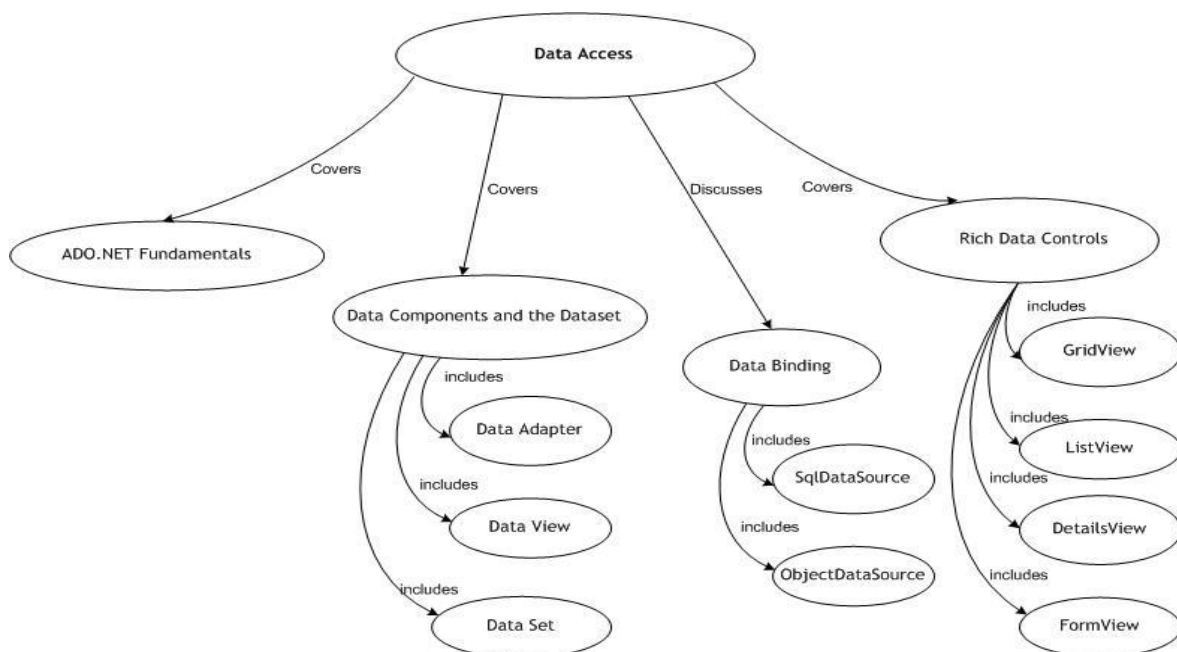 Data Access
Covers
Covers
Discusses
Covers
ADO.NET Fundamentals
Rich Data Controls
Data Components and the Dataset
includes
GridView
Data Binding
includes
Data Adapter
includes
ListView
includes
SqlDataSource
includes
Data View
includes
DetailsView
includes
ObjectDataSource
includes
includes
Data Set
FormView